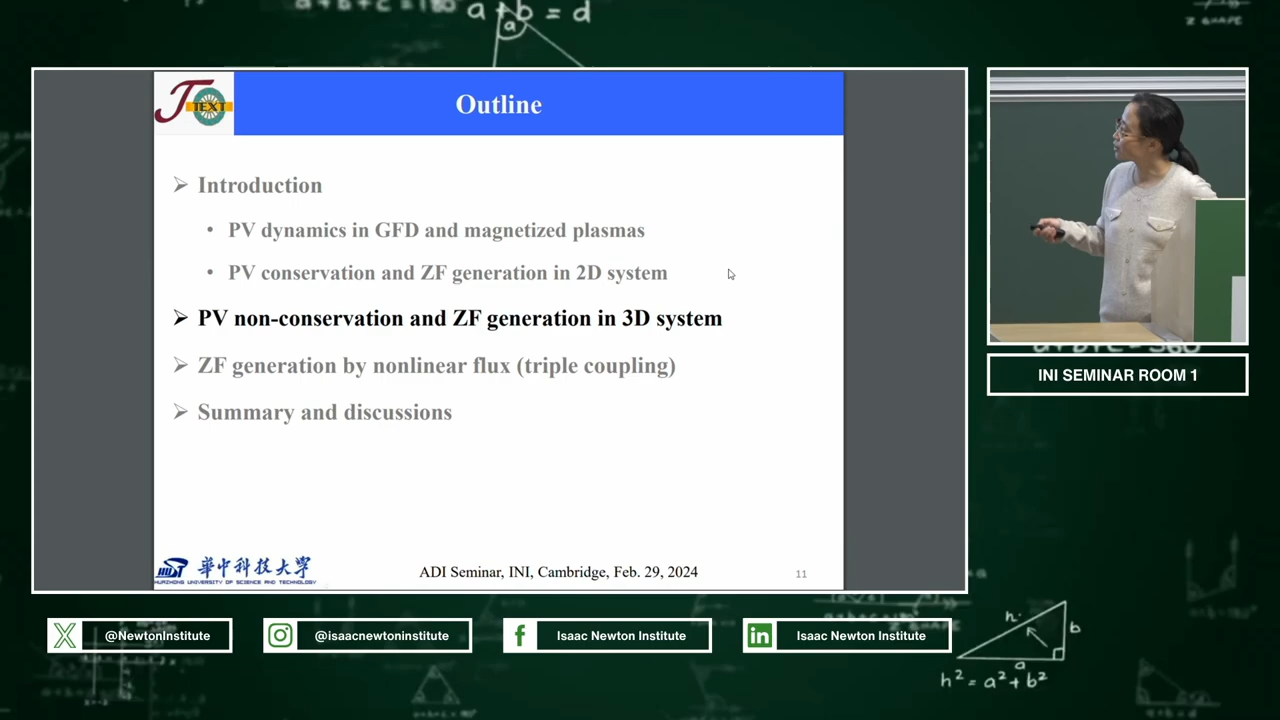 a + b = d
a
Z SHAPE
J
TEXT
Outline
➢ Introduction
• PV dynamics in GFD and magnetized plasmas
• PV conservation and ZF generation in 2D system
➢ PV non-conservation and ZF generation in 3D system
➢ ZF generation by nonlinear flux (triple coupling)
➢ Summary and discussions
華中科技大学
HUAZHONG UNIVERSITY OF SCIENCE AND TECHNOLOGY
ADI Seminar, INI, Cambridge, Feb. 29, 2024
11
INI SEMINAR ROOM 1
@NewtonInstitute
@isaacnewtoninstitute
Isaac Newton Institute
Isaac Newton Institute
h
b
a
h² = a² + b²